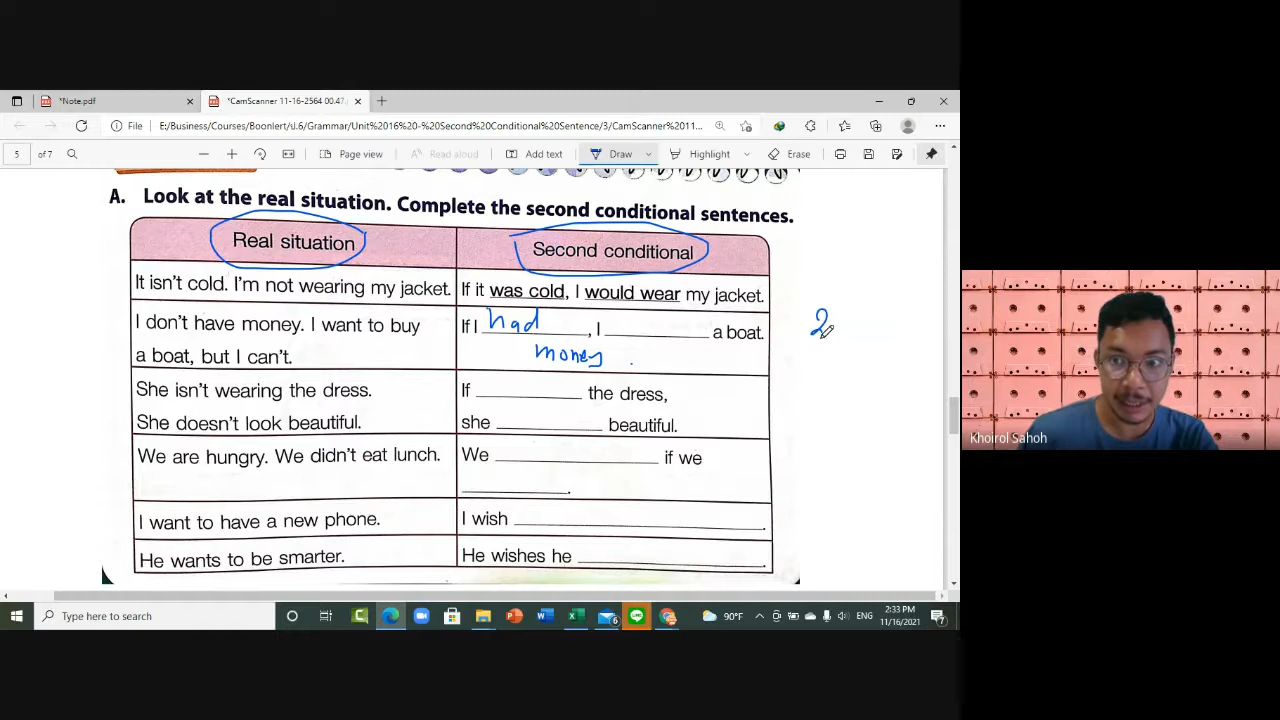 *Note.pdf
*CamScanner 11-16-2564 00.47.
File E:/Business/Courses/Boonlert/ป.6/Grammar/Unit%2016%20-%20Second%20Conditional%20Sentence/3/CamScanner%2011...
5 of 7 Page view Read aloud Add text Draw Highlight Erase
A. Look at the real situation. Complete the second conditional sentences.
Real situation Second conditional
It isn't cold. I'm not wearing my jacket. If it was cold, I would wear my jacket.
I don't have money. I want to buy If I had , I a boat.
a boat, but I can't. money .
2
She isn't wearing the dress. If the dress,
She doesn't look beautiful. she beautiful.
We are hungry. We didn't eat lunch. We if we
.
I want to have a new phone. I wish .
He wants to be smarter. He wishes he .
Khoirol Sahoh
Type here to search 6 90°F ENG 2:33 PM
11/16/2021 7